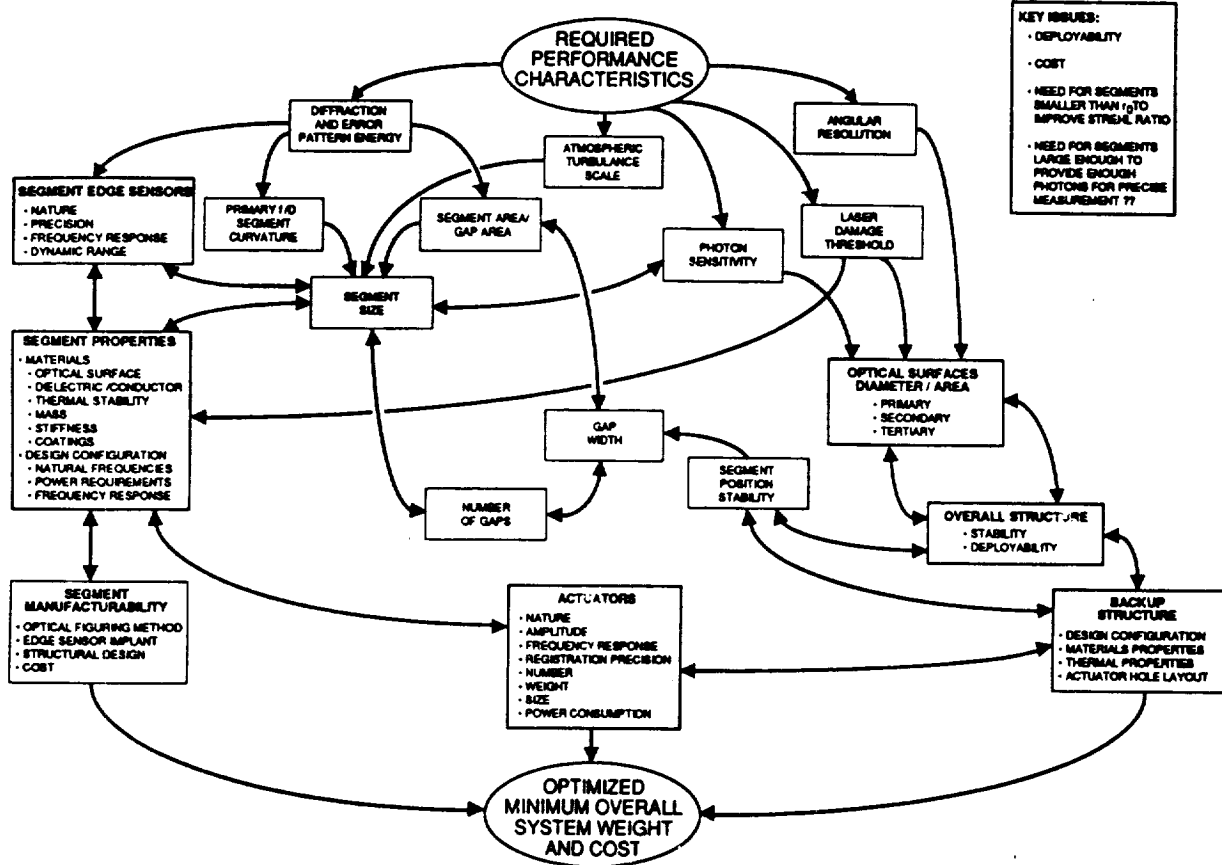 KEY ISSUES:
· DEPLOYABILITY
· COST
· NEED FOR SEGMENTS
SMALLER THAN r0 TO
IMPROVE STREHL RATIO
· NEED FOR SEGMENTS
LARGE ENOUGH TO
PROVIDE ENOUGH
PHOTONS FOR PRECISE
MEASUREMENT ??
REQUIRED
PERFORMANCE
CHARACTERISTICS
DIFFRACTION
AND ERROR
PATTERN ENERGY
ATMOSPHERIC
TURBULANCE
SCALE
ANGULAR
RESOLUTION
SEGMENT EDGE SENSORS
· NATURE
· PRECISION
· FREQUENCY RESPONSE
· DYNAMIC RANGE
PRIMARY f/D
SEGMENT
CURVATURE
SEGMENT AREA/
GAP AREA
PHOTON
SENSITIVITY
LASER
DAMAGE
THRESHOLD
SEGMENT
SIZE
SEGMENT PROPERTIES
· MATERIALS
· OPTICAL SURFACE
· DIELECTRIC /CONDUCTOR
· THERMAL STABILITY
· MASS
· STIFFNESS
· COATINGS
· DESIGN CONFIGURATION
· NATURAL FREQUENCIES
· POWER REQUIREMENTS
· FREQUENCY RESPONSE
OPTICAL SURFACES
DIAMETER / AREA
· PRIMARY
· SECONDARY
· TERTIARY
GAP
WIDTH
SEGMENT
POSITION
STABILITY
NUMBER
OF GAPS
OVERALL STRUCTURE
· STABILITY
· DEPLOYABILITY
SEGMENT
MANUFACTURABILITY
· OPTICAL FIGURING METHOD
· EDGE SENSOR IMPLANT
· STRUCTURAL DESIGN
· COST
ACTUATORS
· NATURE
· AMPLITUDE
· FREQUENCY RESPONSE
· REGISTRATION PRECISION
· NUMBER
· WEIGHT
· SIZE
· POWER CONSUMPTION
BACKUP
STRUCTURE
· DESIGN CONFIGURATION
· MATERIALS PROPERTIES
· THERMAL PROPERTIES
· ACTUATOR HOLE LAYOUT
OPTIMIZED
MINIMUM OVERALL
SYSTEM WEIGHT
AND COST